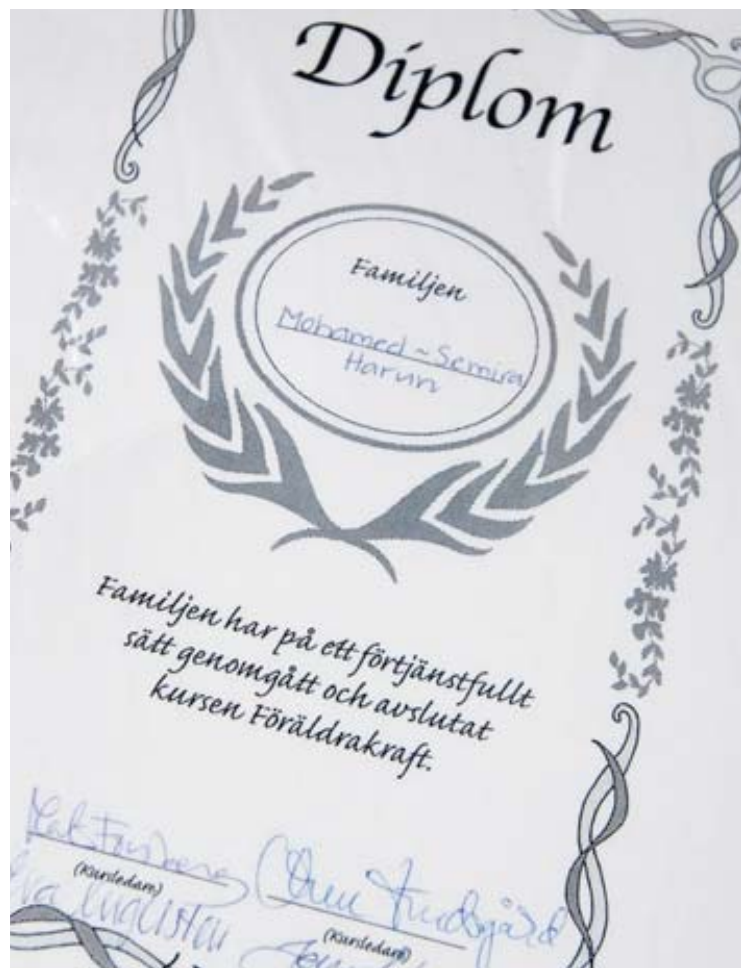 Diplom
Familjen
Mohamed ~ Semira
Harun
Familjen har på ett förtjänstfullt
sätt genomgått och avslutat
kursen Föräldrakraft.
(Kursledare)
(Kursledare)